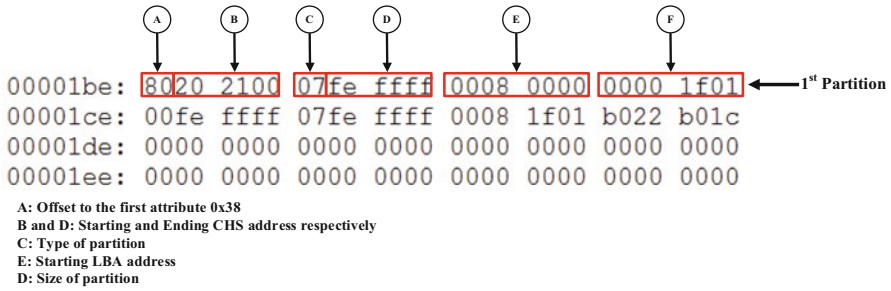 A B C D E F
00001be: 8020 2100 07fe ffff 0008 0000 0000 1f01 1st Partition
00001ce: 00fe ffff 07fe ffff 0008 1f01 b022 b01c
00001de: 0000 0000 0000 0000 0000 0000 0000 0000
00001ee: 0000 0000 0000 0000 0000 0000 0000 0000
A: Offset to the first attribute 0x38
B and D: Starting and Ending CHS address respectively
C: Type of partition
E: Starting LBA address
D: Size of partition